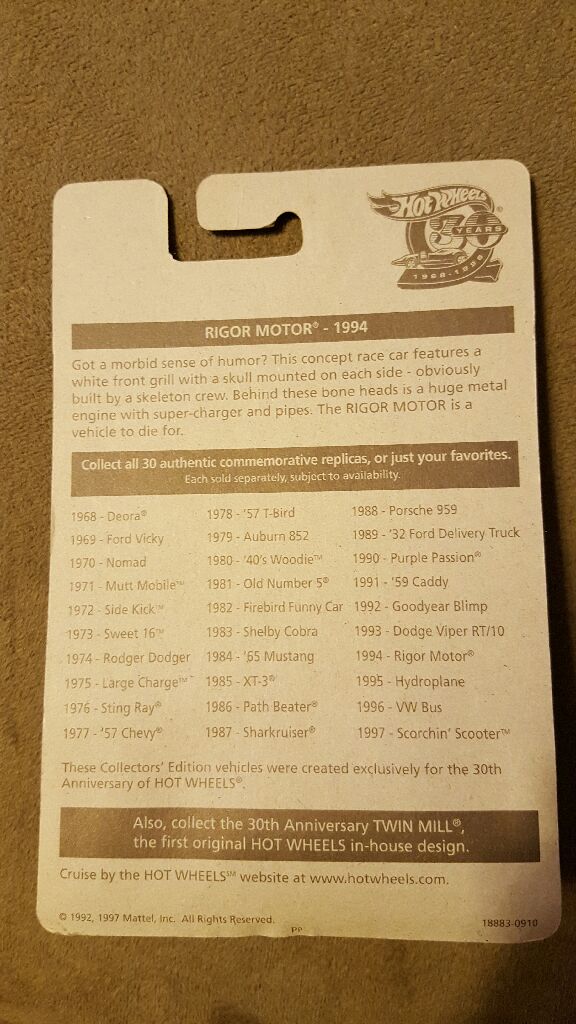 HOT WHEELS®
30 YEARS
1968-1998
RIGOR MOTOR® - 1994
Got a morbid sense of humor? This concept race car features a
white front grill with a skull mounted on each side - obviously
built by a skeleton crew. Behind these bone heads is a huge metal
engine with super-charger and pipes. The RIGOR MOTOR is a
vehicle to die for.
Collect all 30 authentic commemorative replicas, or just your favorites.
Each sold separately, subject to availability.
1968 - Deora®
1969 - Ford Vicky
1970 - Nomad
1971 - Mutt Mobile™
1972 - Side Kick™
1973 - Sweet 16™
1974 - Rodger Dodger
1975 - Large Charge™
1976 - Sting Ray®
1977 - '57 Chevy®
1978 - '57 T-Bird
1979 - Auburn 852
1980 - '40's Woodie™
1981 - Old Number 5®
1982 - Firebird Funny Car
1983 - Shelby Cobra
1984 - '65 Mustang
1985 - XT-3®
1986 - Path Beater®
1987 - Sharkruiser®
1988 - Porsche 959
1989 - '32 Ford Delivery Truck
1990 - Purple Passion®
1991 - '59 Caddy
1992 - Goodyear Blimp
1993 - Dodge Viper RT/10
1994 - Rigor Motor®
1995 - Hydroplane
1996 - VW Bus
1997 - Scorchin' Scooter™
These Collectors' Edition vehicles were created exclusively for the 30th
Anniversary of HOT WHEELS®.
Also, collect the 30th Anniversary TWIN MILL®,
the first original HOT WHEELS in-house design.
Cruise by the HOT WHEELS℠ website at www.hotwheels.com.
© 1992, 1997 Mattel, Inc. All Rights Reserved.
PP
18883-0910